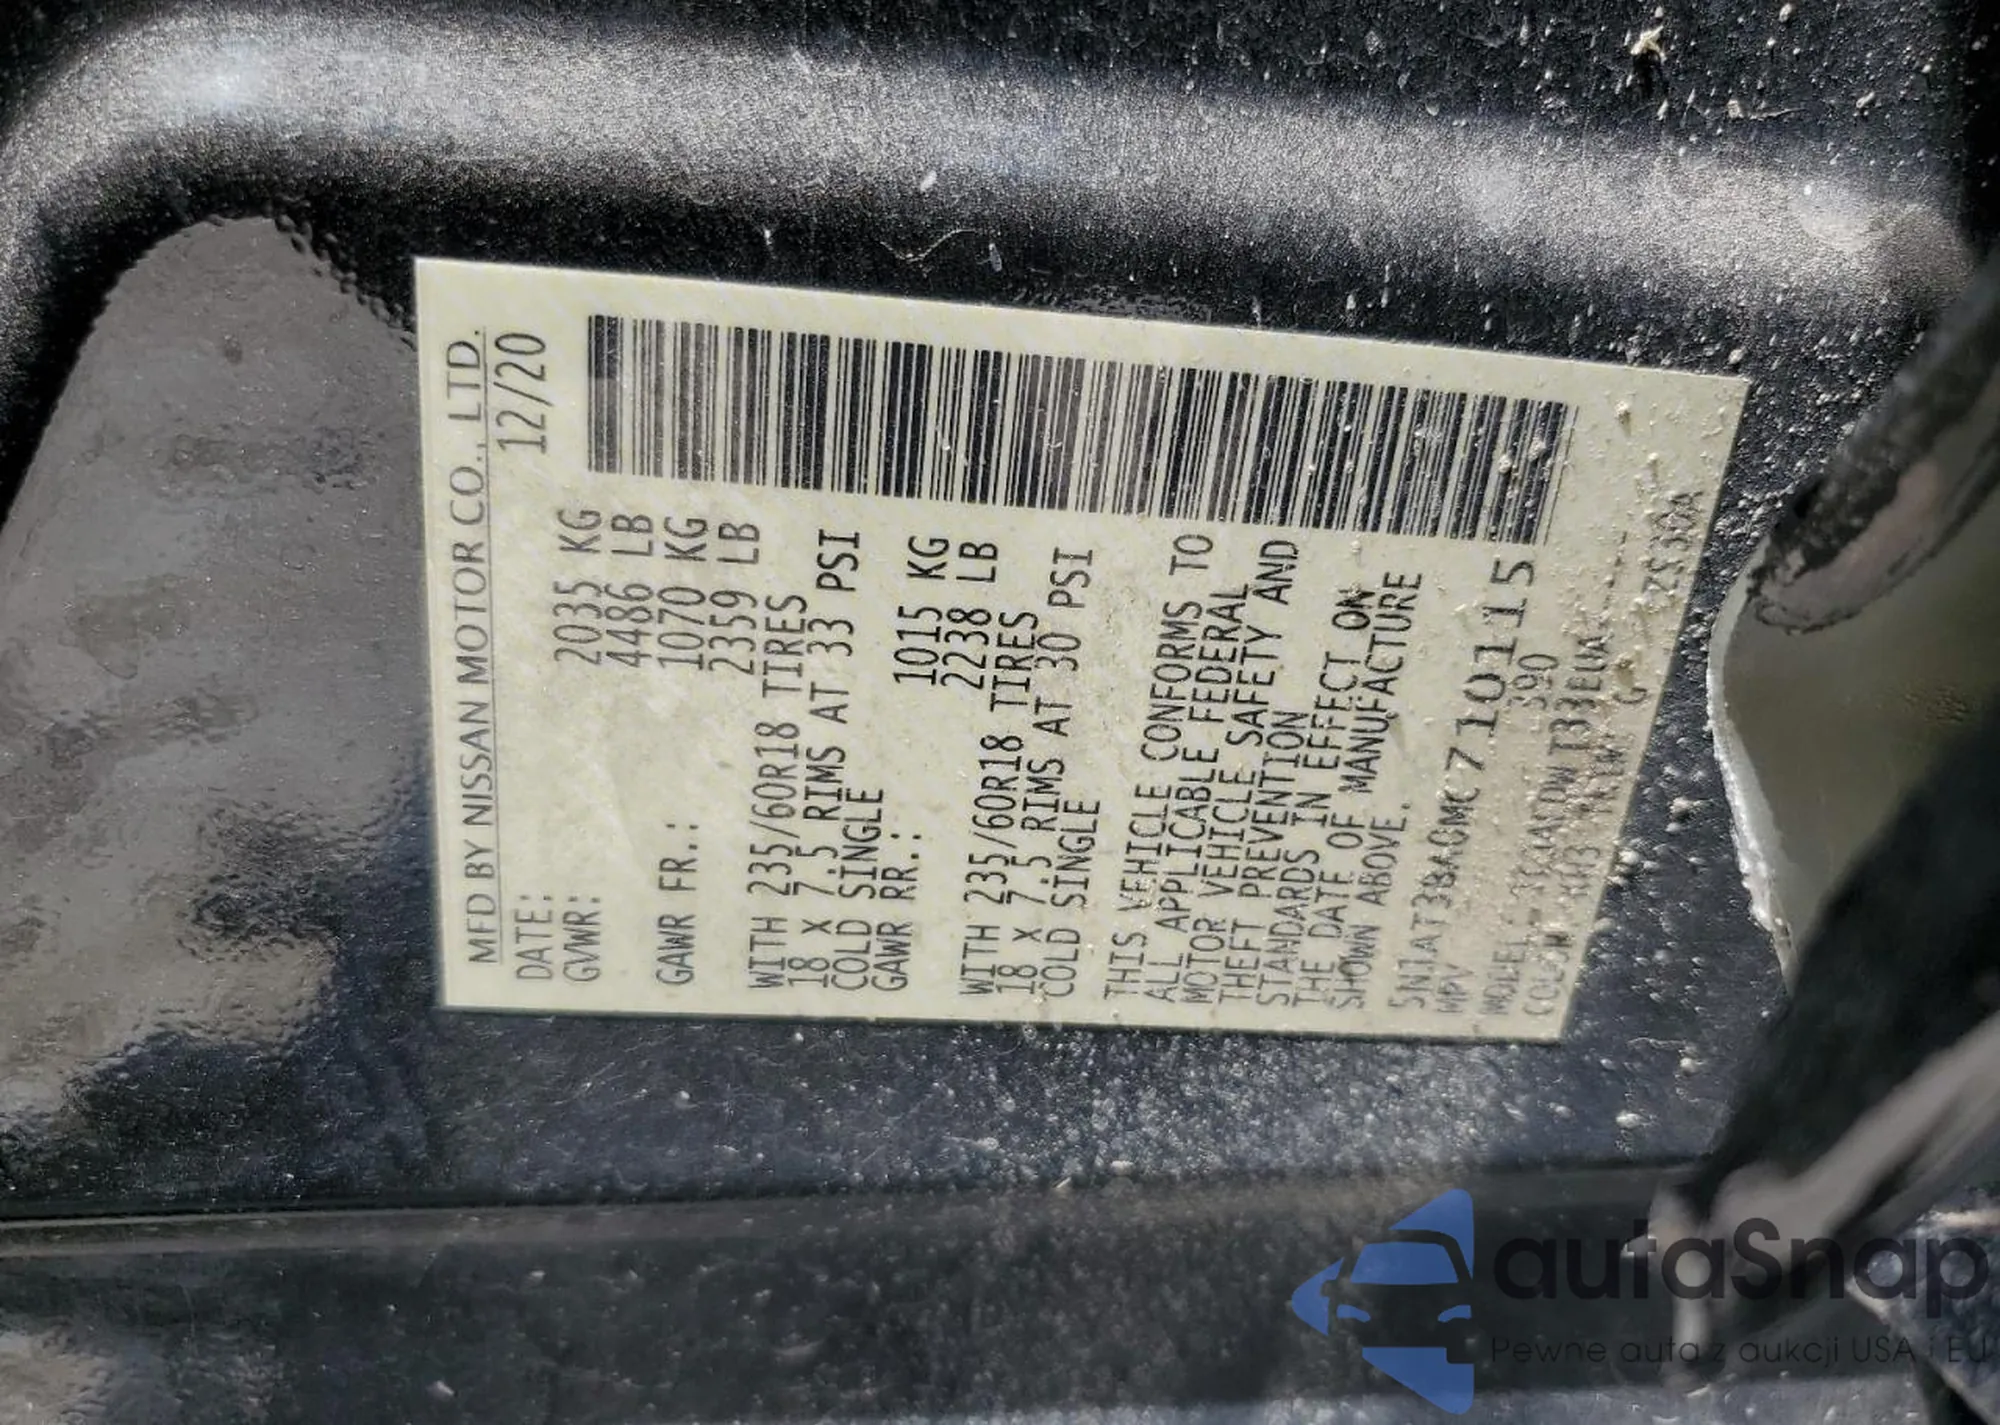 MFD BY NISSAN MOTOR CO., LTD.
DATE: 12/20
GVWR: 2035 KG
4486 LB
GAWR FR.: 1070 KG
2359 LB
WITH 235/60R18 TIRES
18 X 7.5 RIMS AT 33 PSI
COLD SINGLE
GAWR RR.: 1015 KG
2238 LB
WITH 235/60R18 TIRES
18 X 7.5 RIMS AT 30 PSI
COLD SINGLE
THIS VEHICLE CONFORMS TO
ALL APPLICABLE FEDERAL
MOTOR VEHICLE SAFETY AND
THEFT PREVENTION
STANDARDS IN EFFECT ON
THE DATE OF MANUFACTURE
SHOWN ABOVE.
5N1AT3BA0MC710115
MPV 390
G
autaSnap
Pewne auta z aukcji USA i EU